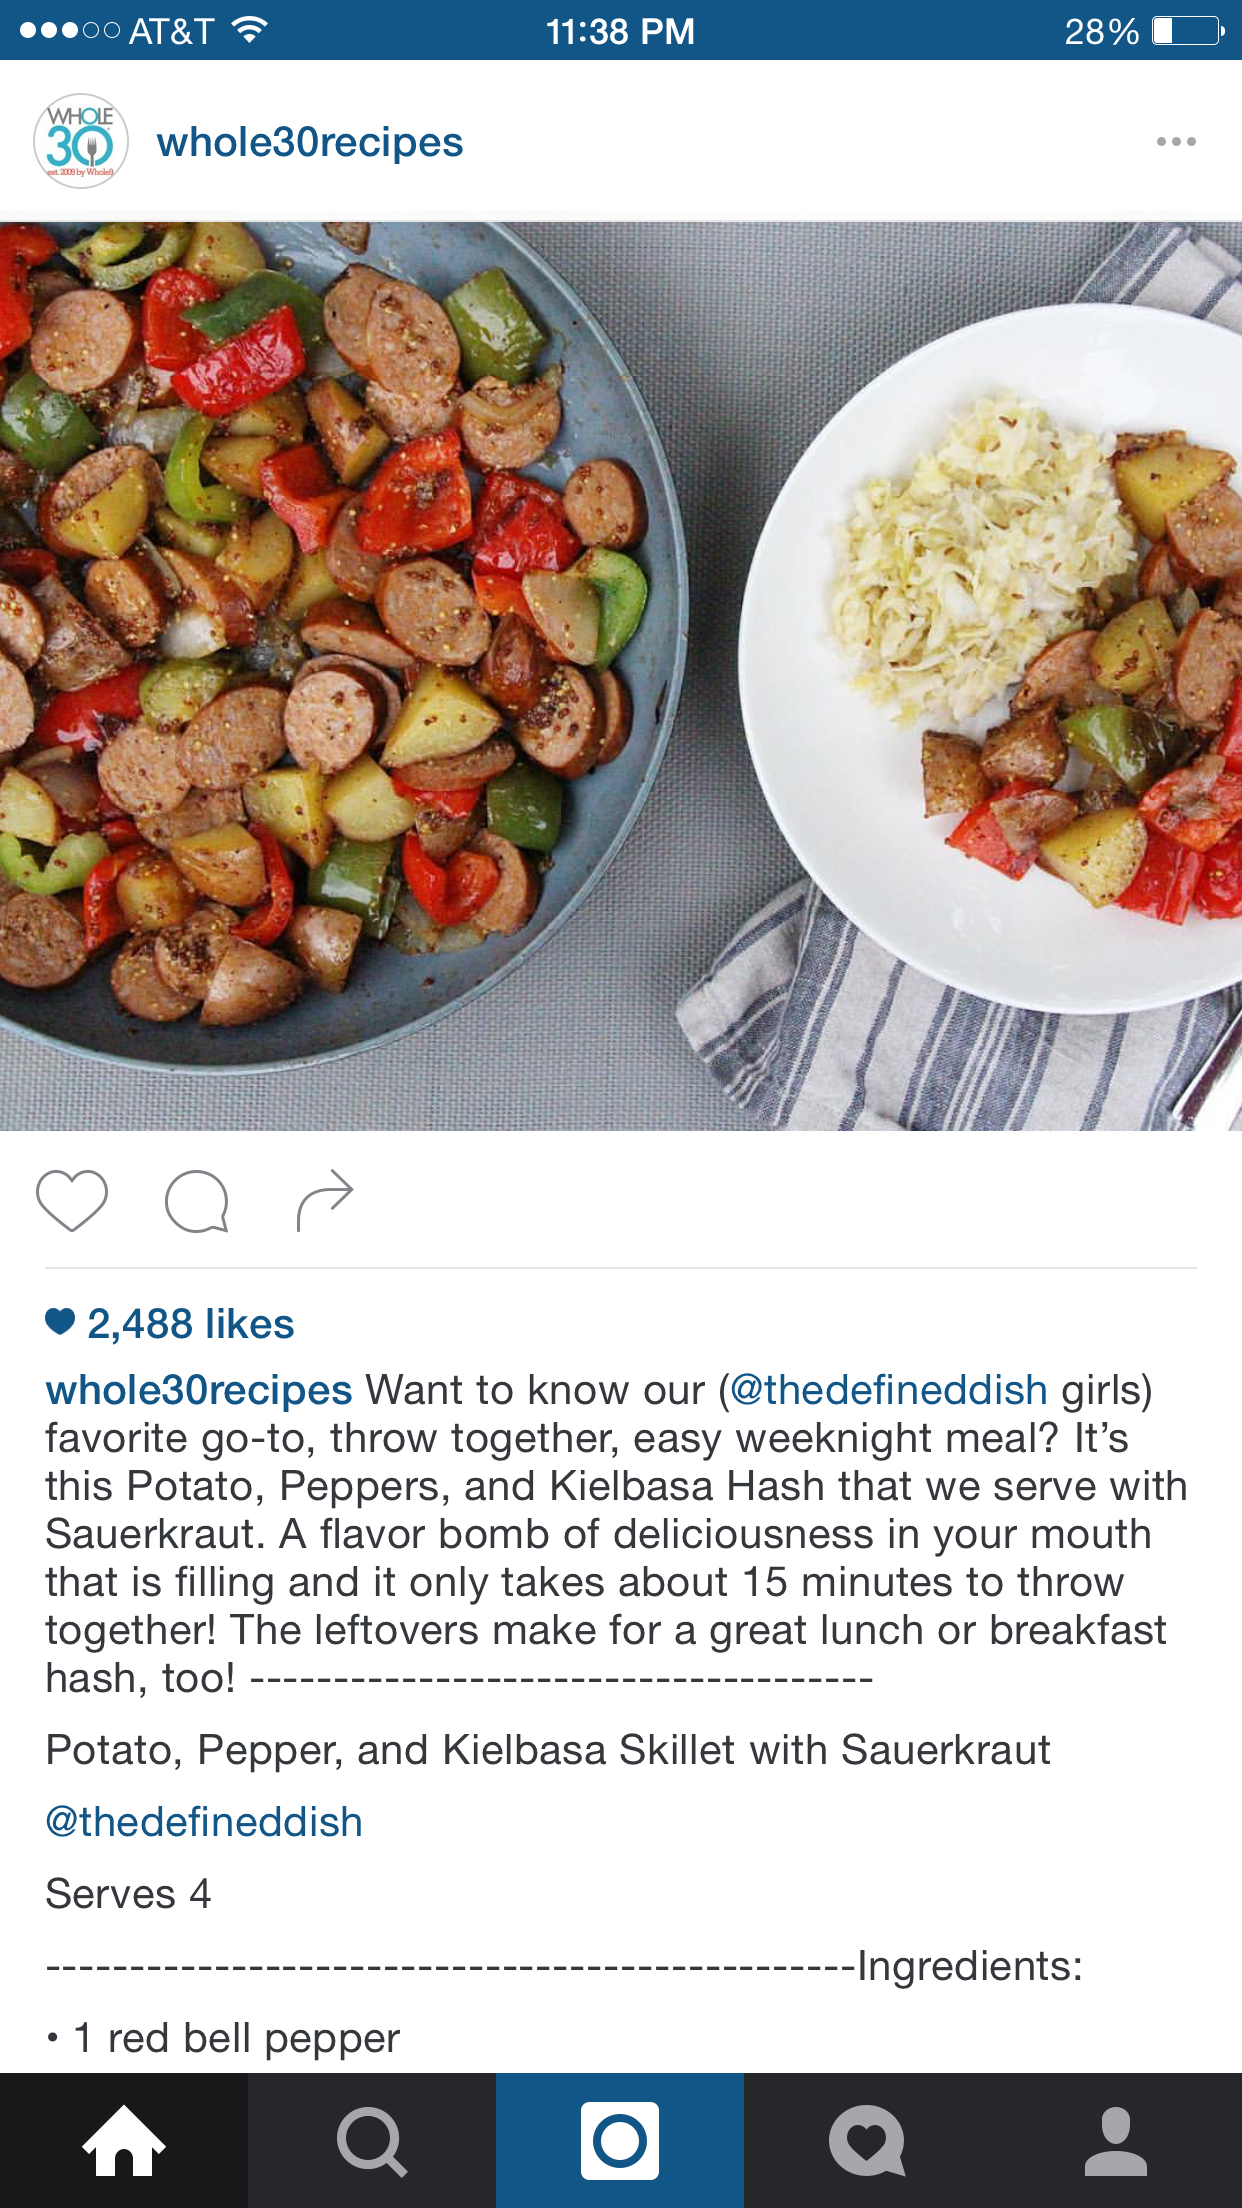 AT&T 11:38 PM 28%
WHOLE
30
est. 2009 by Whole9
whole30recipes
2,488 likes
whole30recipes Want to know our (@thedefineddish girls)
favorite go-to, throw together, easy weeknight meal? It’s
this Potato, Peppers, and Kielbasa Hash that we serve with
Sauerkraut. A flavor bomb of deliciousness in your mouth
that is filling and it only takes about 15 minutes to throw
together! The leftovers make for a great lunch or breakfast
hash, too! -------------------------------------
Potato, Pepper, and Kielbasa Skillet with Sauerkraut
@thedefineddish
Serves 4
------------------------------------------------Ingredients:
• 1 red bell pepper